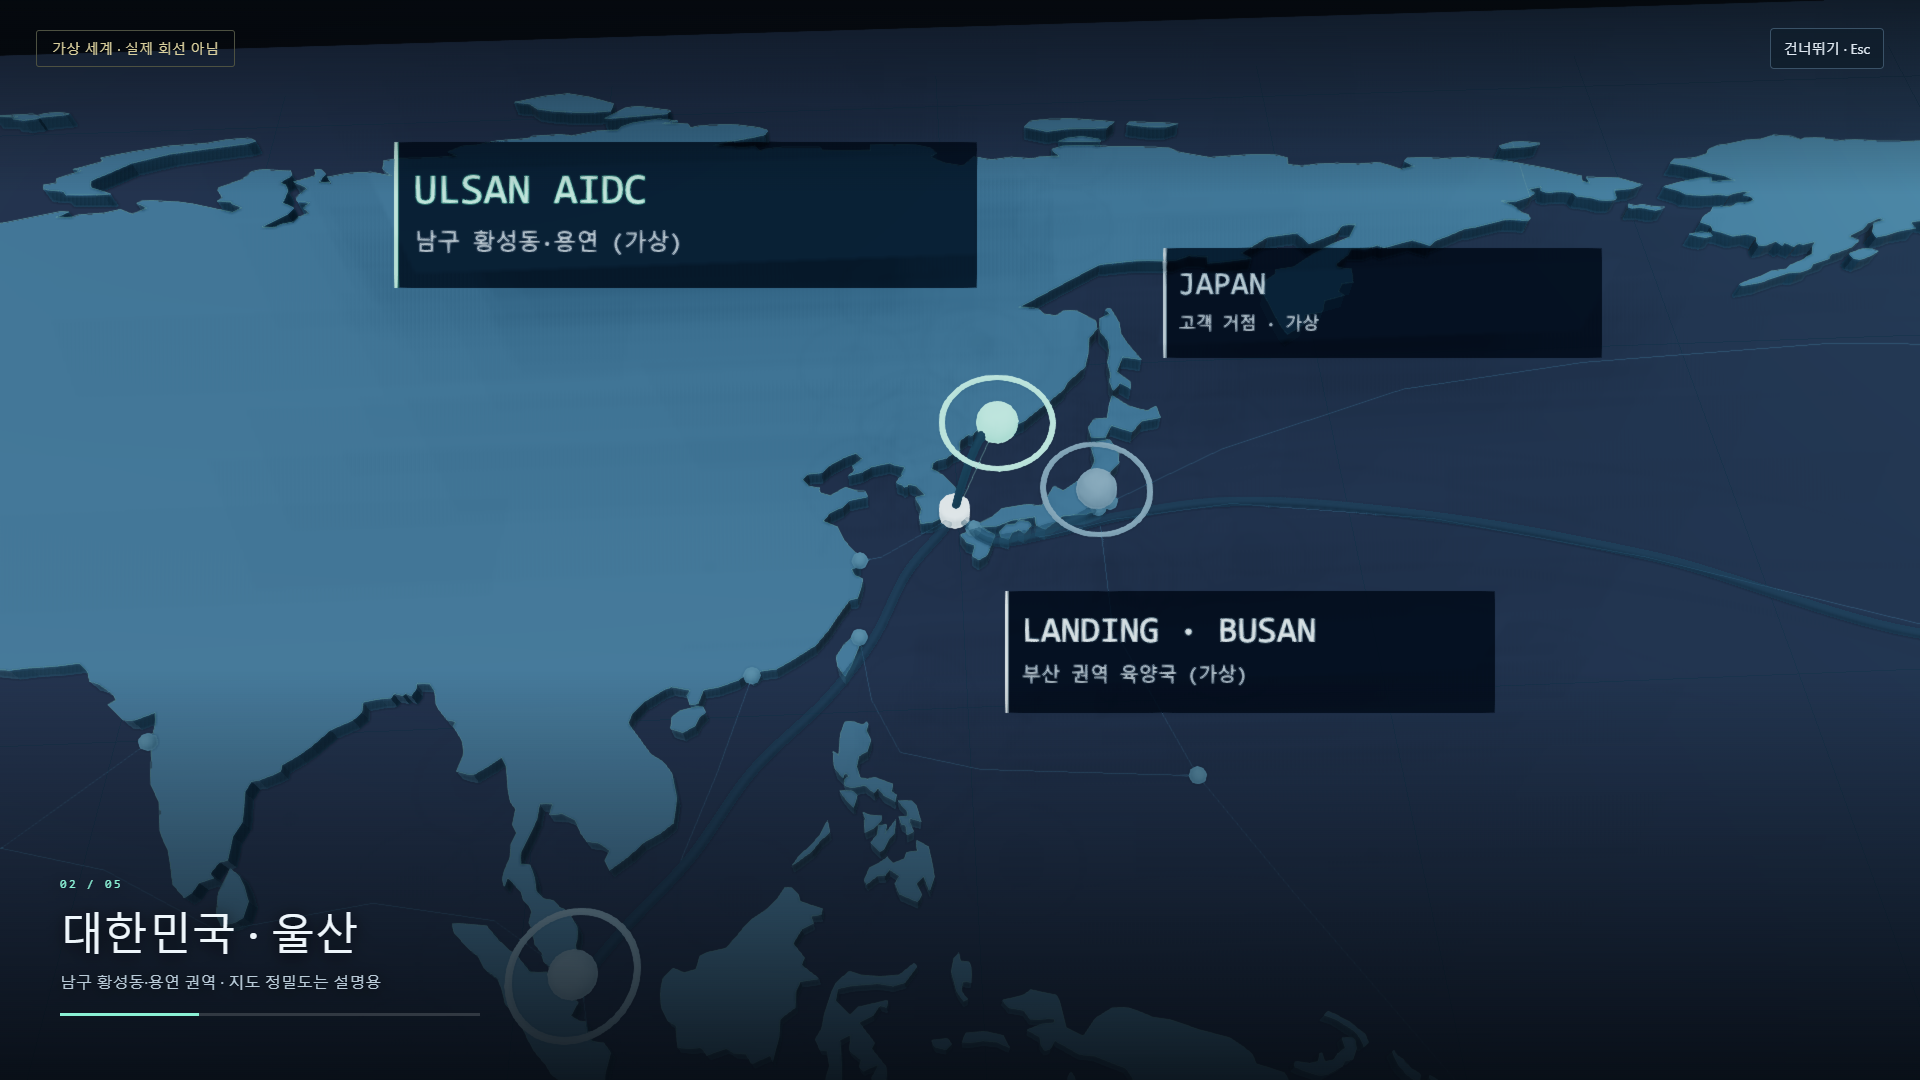 가상 세계 · 실제 회선 아님
건너뛰기 · Esc
ULSAN AIDC
남구 황성동·용연 (가상)
JAPAN
고객 거점 · 가상
LANDING · BUSAN
부산 권역 육양국 (가상)
02 / 05
대한민국 · 울산
남구 황성동·용연 권역 · 지도 정밀도는 설명용